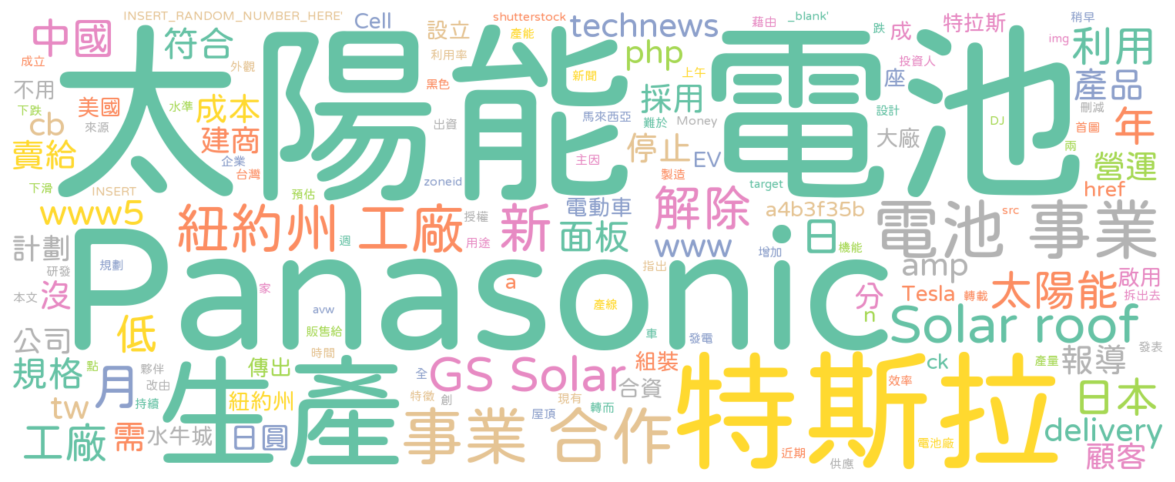 INSERT_RANDOM_NUMBER_HERE'
Cell
shutterstock
technews
藉由
_blank'
跌
成
特拉斯
稍早
中國
符合
設立
產能
php
投資人
img
利用
成立
外觀
利用率
太陽能
電池
新聞
上午
座
產品
不用
美國
水準
成本
黑色
馬來西亞
採用
設計
刪減
下跌
來源
出資
難於
Money
DJ
首圖
年
cb
建商
企業
主因
停止
EV
大廠
兩
賣給
台灣
製造
營運
下滑
INSERT
預估
zoneid
target
href
www5
紐約州
工廠
授權
新
電動車
解除
a4b3f35b
日
電池
事業
src
計劃
週
用途
面板
www
增加
機能
研發
規劃
指出
amp
啟用
本文
沒
Panasonic
家
a
產線
分
Tesla
轉載
太陽能
拆出去
avw
n
公司
低
販售給
車
發電
Solar roof
發表
時間
規格
點
夥伴
傳出
生產
全
GS Solar
組裝
特斯拉
ck
產量
報導
月
改由
合資
效率
tw
持續
紐約州
特徵
創
現有
日本
工廠
需
水牛城
日圓
事業
合作
屋頂
轉而
電池廠
delivery
近期
供應
顧客